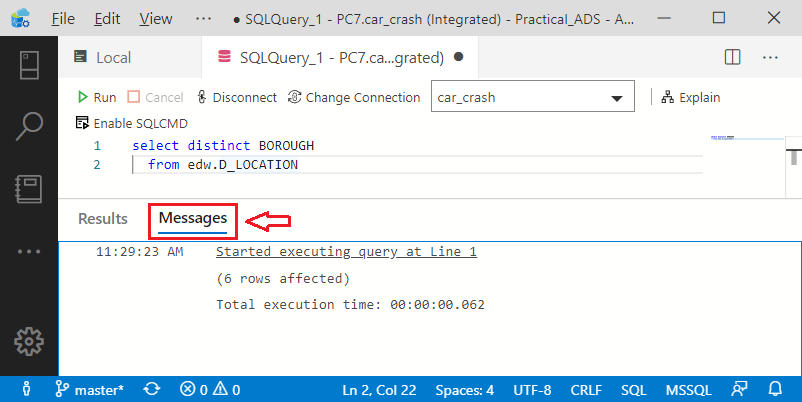 File Edit View ··· ● SQLQuery_1 - PC7.car_crash (Integrated) - Practical_ADS - A...
Local SQLQuery_1 - PC7.ca...grated) ●
Run Cancel Disconnect Change Connection car_crash Explain
Enable SQLCMD
1 select distinct BOROUGH
2 from edw.D_LOCATION
Results Messages
11:29:23 AM Started executing query at Line 1
(6 rows affected)
Total execution time: 00:00:00.062
master* 0 0 Ln 2, Col 22 Spaces: 4 UTF-8 CRLF SQL MSSQL